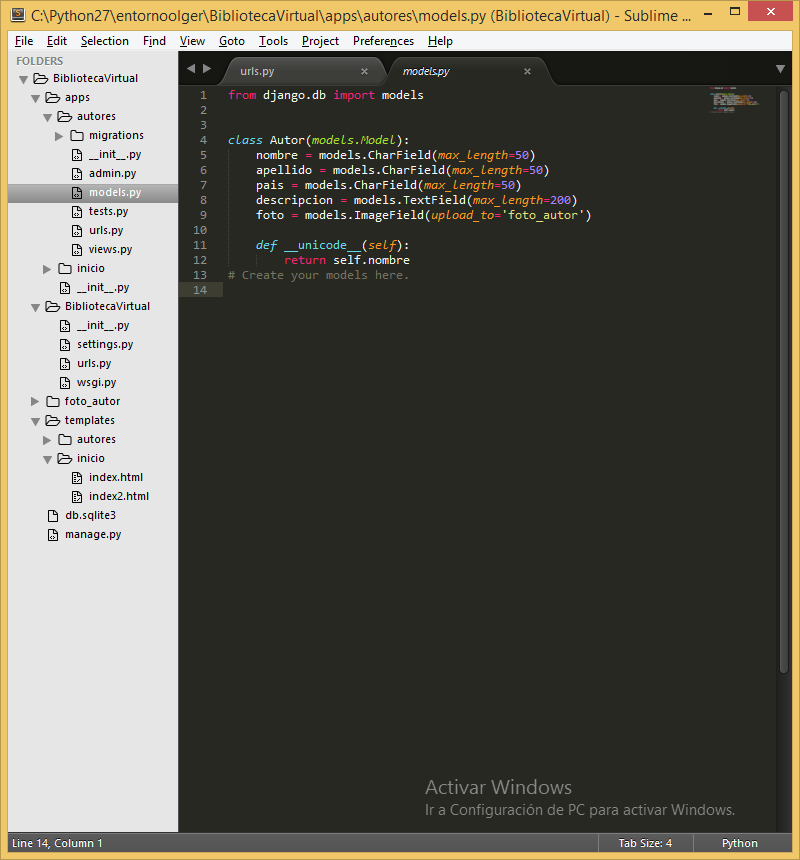 C:\Python27\entornoolger\BibliotecaVirtual\apps\autores\models.py (BibliotecaVirtual) - Sublime ...
File Edit Selection Find View Goto Tools Project Preferences Help
FOLDERS
BibliotecaVirtual
apps
autores
migrations
__init__.py
admin.py
models.py
tests.py
urls.py
views.py
inicio
__init__.py
BibliotecaVirtual
__init__.py
settings.py
urls.py
wsgi.py
foto_autor
templates
autores
inicio
index.html
index2.html
db.sqlite3
manage.py
urls.py × models.py ×
1 from django.db import models
2
3
4 class Autor(models.Model):
5 nombre = models.CharField(max_length=50)
6 apellido = models.CharField(max_length=50)
7 pais = models.CharField(max_length=50)
8 descripcion = models.TextField(max_length=200)
9 foto = models.ImageField(upload_to='foto_autor')
10
11 def __unicode__(self):
12 return self.nombre
13 # Create your models here.
14
Activar Windows
Ir a Configuración de PC para activar Windows.
Line 14, Column 1 Tab Size: 4 Python